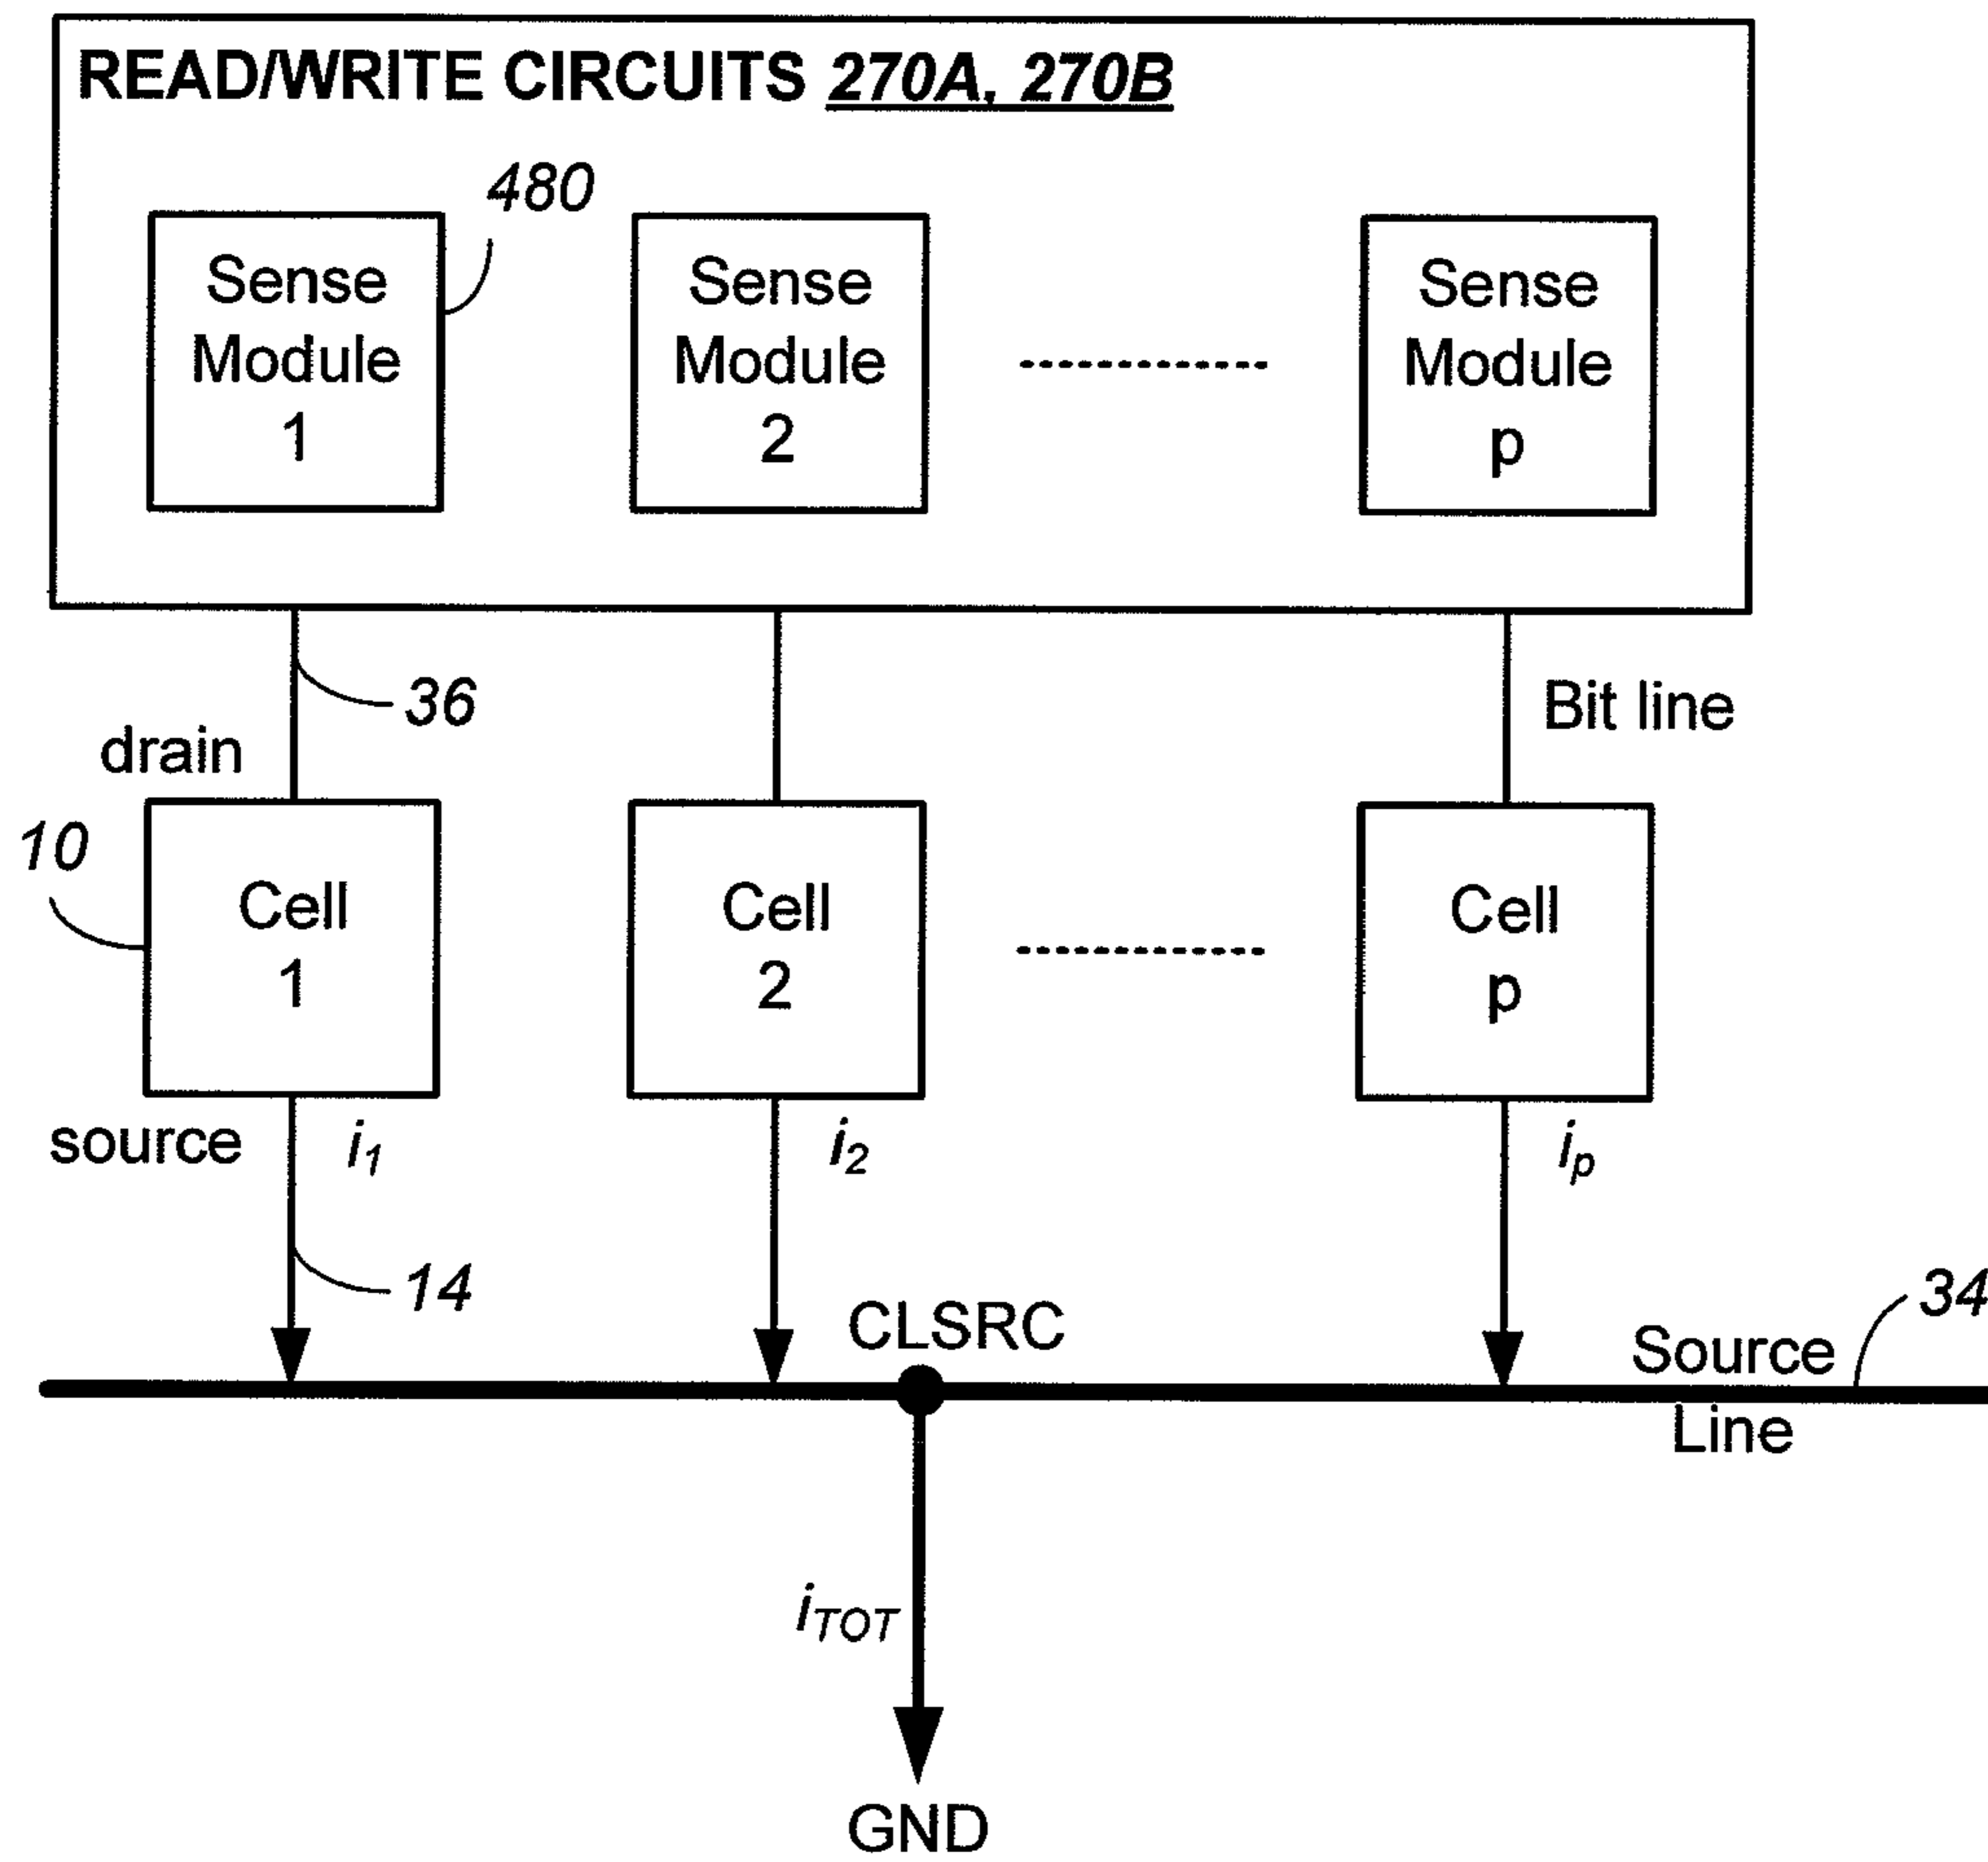 READ/WRITE CIRCUITS 270A, 270B
480
Sense
Module
1
Sense
Module
2
Sense
Module
p
36
drain
Bit line
10
Cell
1
Cell
2
Cell
p
source
i1
i2
ip
14
CLSRC
34
Source
Line
iTOT
GND